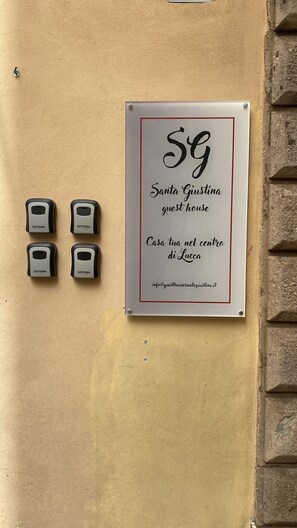 SG
Santa Giustina
guest house
Casa tua nel centro
di Lucca